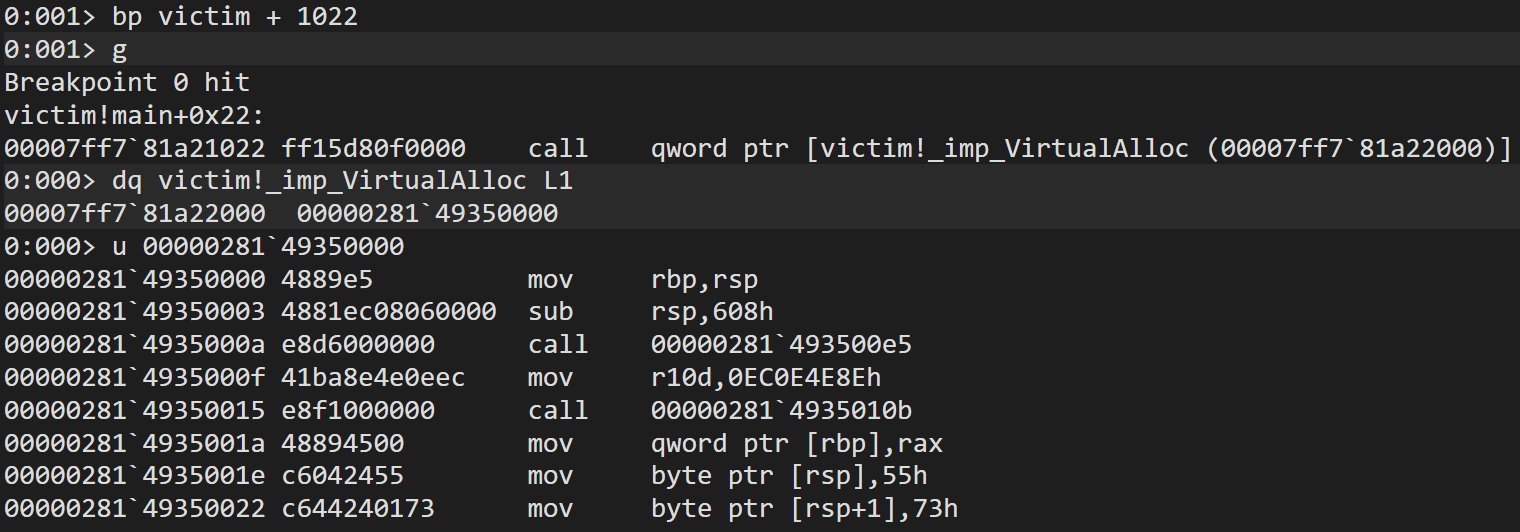 0:001> bp victim + 1022
0:001> g
Breakpoint 0 hit
victim!main+0x22:
00007ff7`81a21022 ff15d80f0000    call    qword ptr [victim!_imp_VirtualAlloc (00007ff7`81a22000)]
0:000> dq victim!_imp_VirtualAlloc L1
00007ff7`81a22000  00000281`49350000
0:000> u 00000281`49350000
00000281`49350000 4889e5          mov     rbp,rsp
00000281`49350003 4881ec08060000  sub     rsp,608h
00000281`4935000a e8d6000000      call    00000281`493500e5
00000281`4935000f 41ba8e4e0eec    mov     r10d,0EC0E4E8Eh
00000281`49350015 e8f1000000      call    00000281`4935010b
00000281`4935001a 48894500        mov     qword ptr [rbp],rax
00000281`4935001e c6042455        mov     byte ptr [rsp],55h
00000281`49350022 c644240173      mov     byte ptr [rsp+1],73h